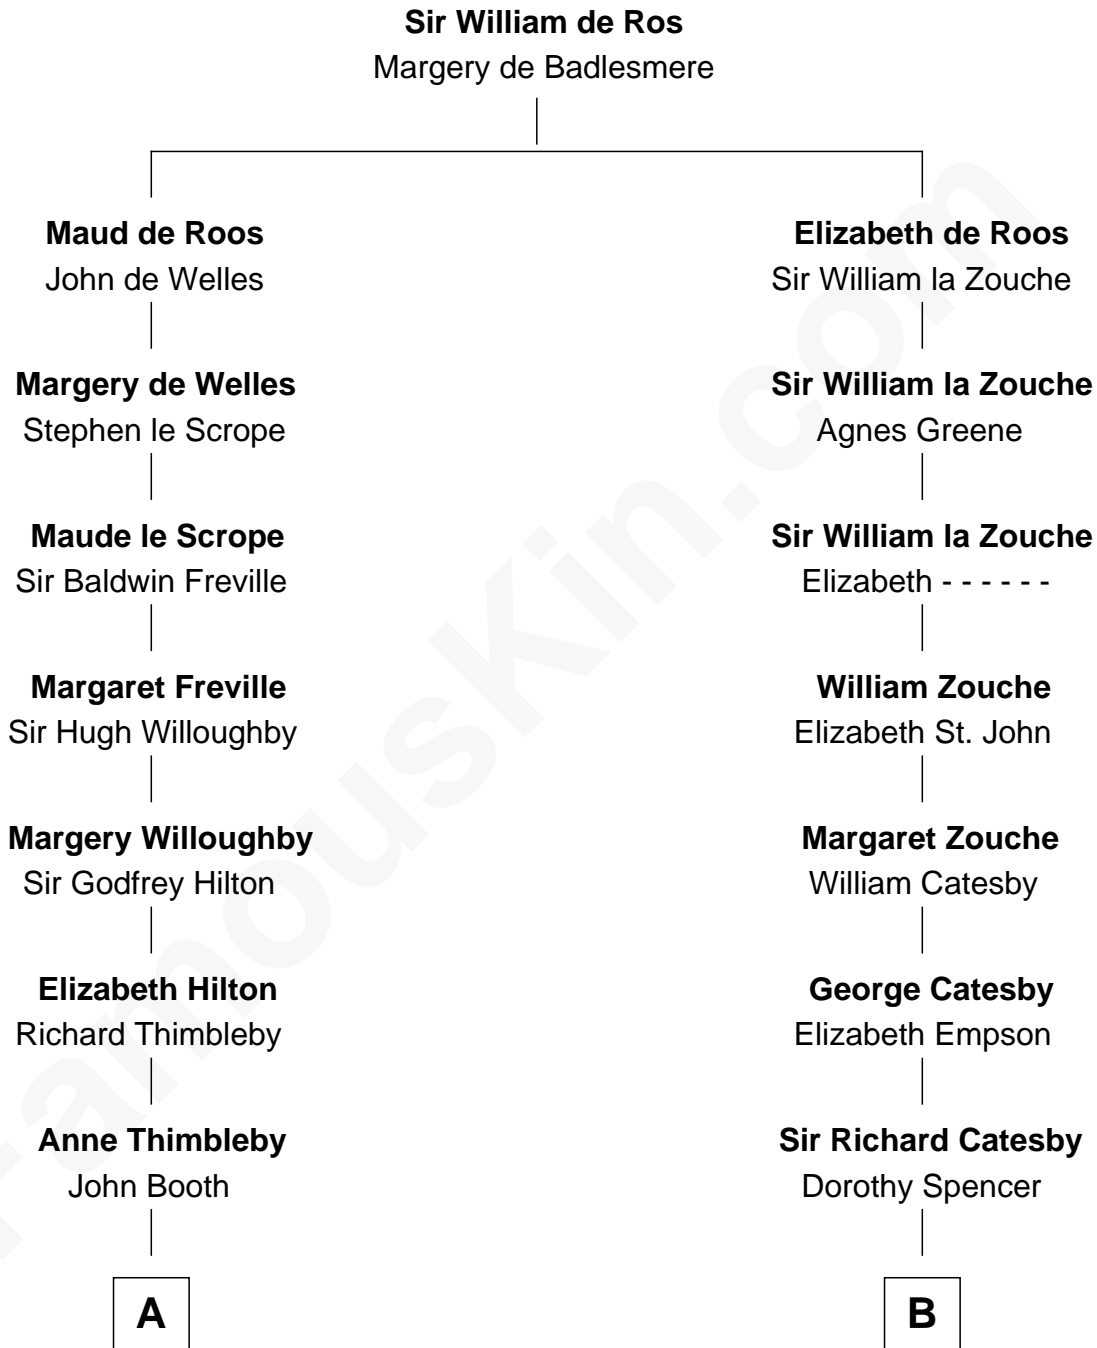 Sir William de Ros
Margery de Badlesmere
Maud de Roos
John de Welles
Elizabeth de Roos
Sir William la Zouche
Margery de Welles
Stephen le Scrope
Sir William la Zouche
Agnes Greene
Maude le Scrope
Sir Baldwin Freville
Sir William la Zouche
Elizabeth - - - - - -
Margaret Freville
Sir Hugh Willoughby
William Zouche
Elizabeth St. John
Margery Willoughby
Sir Godfrey Hilton
Margaret Zouche
William Catesby
Elizabeth Hilton
Richard Thimbleby
George Catesby
Elizabeth Empson
Anne Thimbleby
John Booth
Sir Richard Catesby
Dorothy Spencer
A
B
FamousKin.com